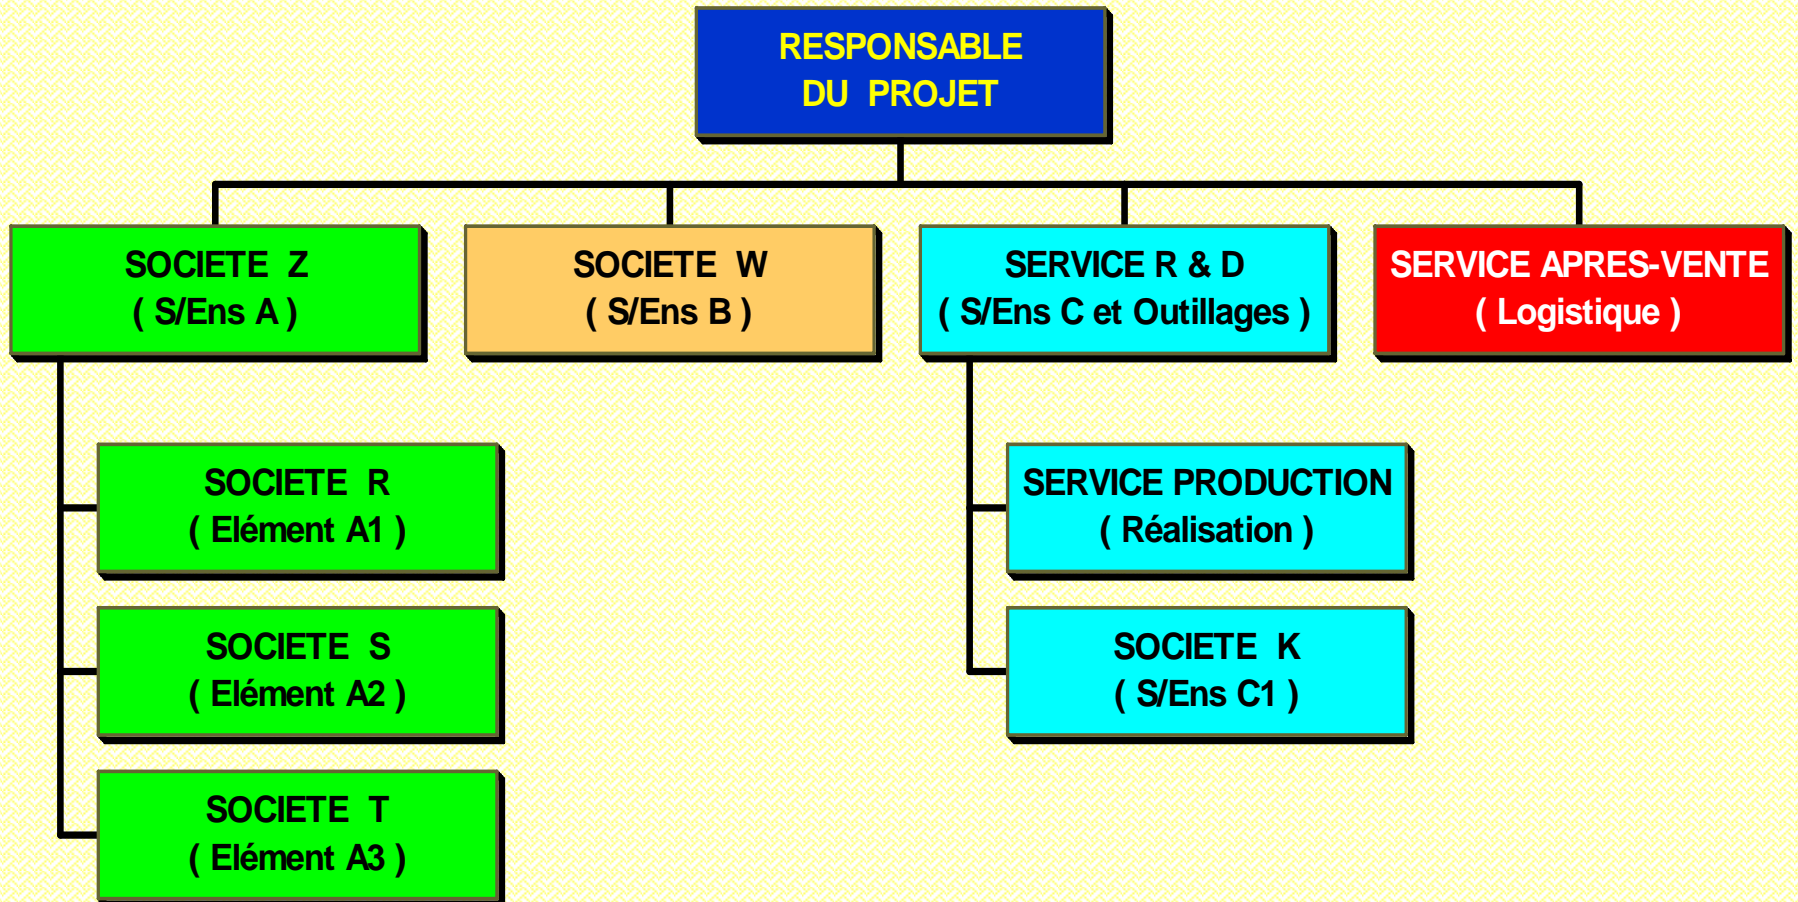 RESPONSABLE
DU PROJET
SOCIETE Z
( S/Ens A )
SOCIETE W
( S/Ens B )
SERVICE R & D
( S/Ens C et Outillages )
SERVICE APRES-VENTE
( Logistique )
SOCIETE R
( Elément A1 )
SERVICE PRODUCTION
( Réalisation )
SOCIETE S
( Elément A2 )
SOCIETE K
( S/Ens C1 )
SOCIETE T
( Elément A3 )